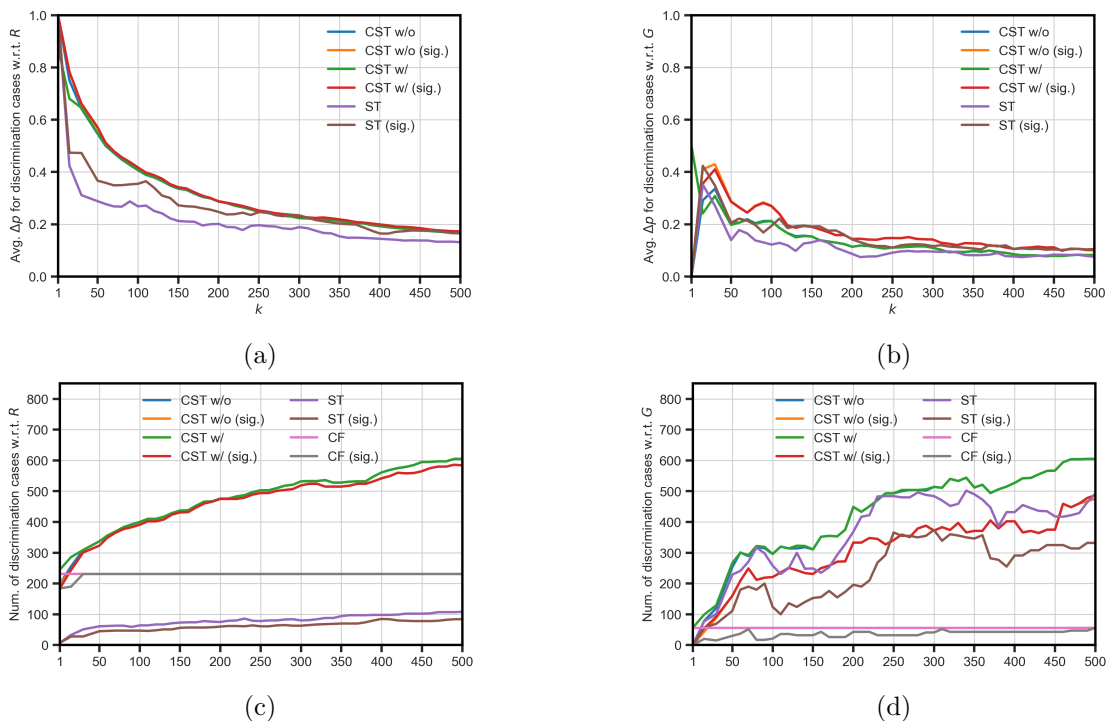 Avg. Δp for discrimination cases w.r.t. R
1.0
0.8
0.6
0.4
0.2
0.0
CST w/o
CST w/o (sig.)
CST w/
CST w/ (sig.)
ST
ST (sig.)
1 50 100 150 200 250 300 350 400 450 500
k
(a)
Avg. Δp for discrimination cases w.r.t. G
1.0
0.8
0.6
0.4
0.2
0.0
CST w/o
CST w/o (sig.)
CST w/
CST w/ (sig.)
ST
ST (sig.)
1 50 100 150 200 250 300 350 400 450 500
k
(b)
Num. of discrimination cases w.r.t. R
800
700
600
500
400
300
200
100
0
CST w/o ST
CST w/o (sig.) ST (sig.)
CST w/ CF
CST w/ (sig.) CF (sig.)
1 50 100 150 200 250 300 350 400 450 500
(c)
Num. of discrimination cases w.r.t. G
800
700
600
500
400
300
200
100
0
CST w/o ST
CST w/o (sig.) ST (sig.)
CST w/ CF
CST w/ (sig.) CF (sig.)
1 50 100 150 200 250 300 350 400 450 500
(d)